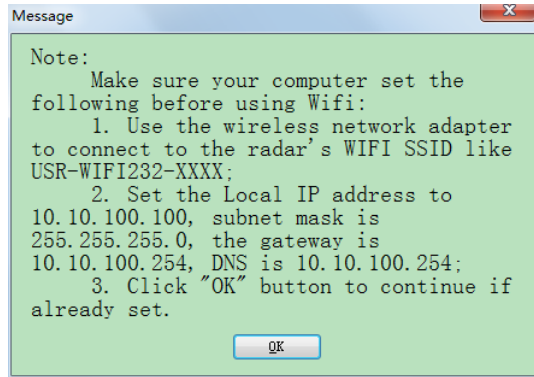 Message
Note:
Make sure your computer set the
following before using Wifi:
1. Use the wireless network adapter
to connect to the radar's WIFI SSID like
USR-WIFI232-XXXX;
2. Set the Local IP address to
10.10.100.100, subnet mask is
255.255.255.0, the gateway is
10.10.100.254, DNS is 10.10.100.254;
3. Click "OK" button to continue if
already set.
OK